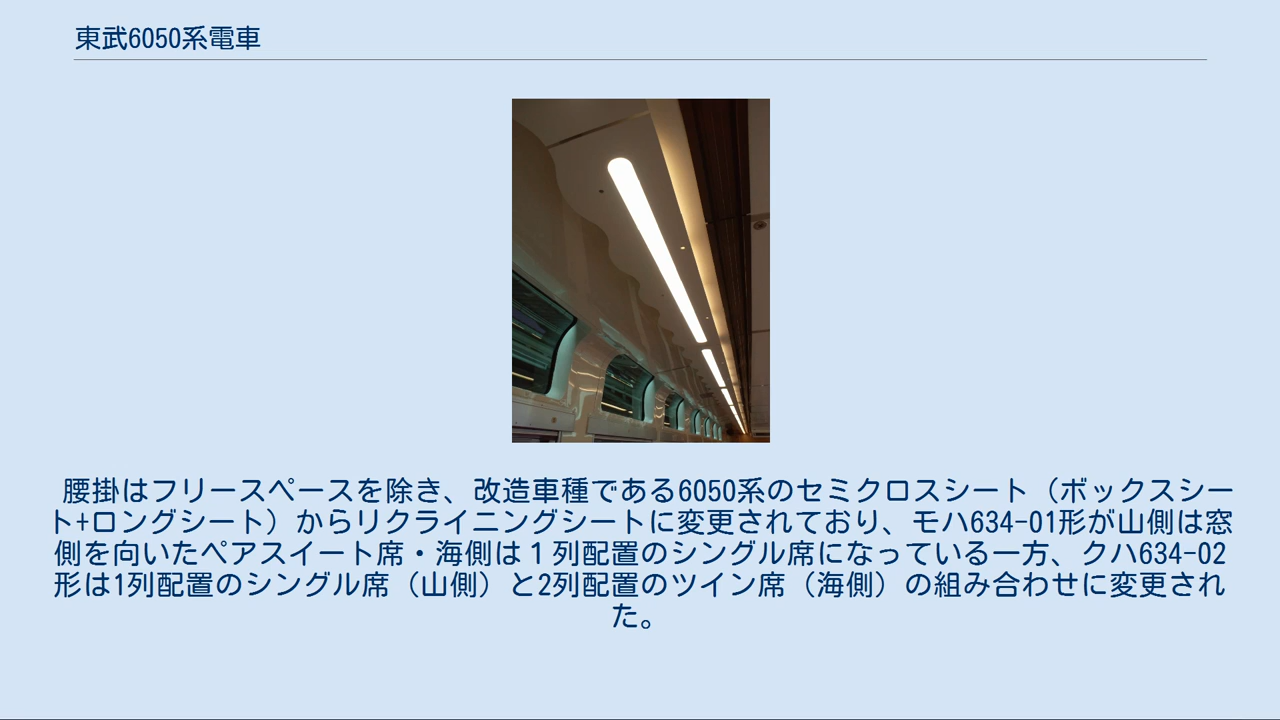 東武6050系電車
腰掛はフリースペースを除き、改造車種である6050系のセミクロスシート（ボックスシー
ト+ロングシート）からリクライニングシートに変更されており、モハ634-01形が山側は窓
側を向いたペアスイート席・海側は１列配置のシングル席になっている一方、クハ634-02
形は1列配置のシングル席（山側）と2列配置のツイン席（海側）の組み合わせに変更され
た。